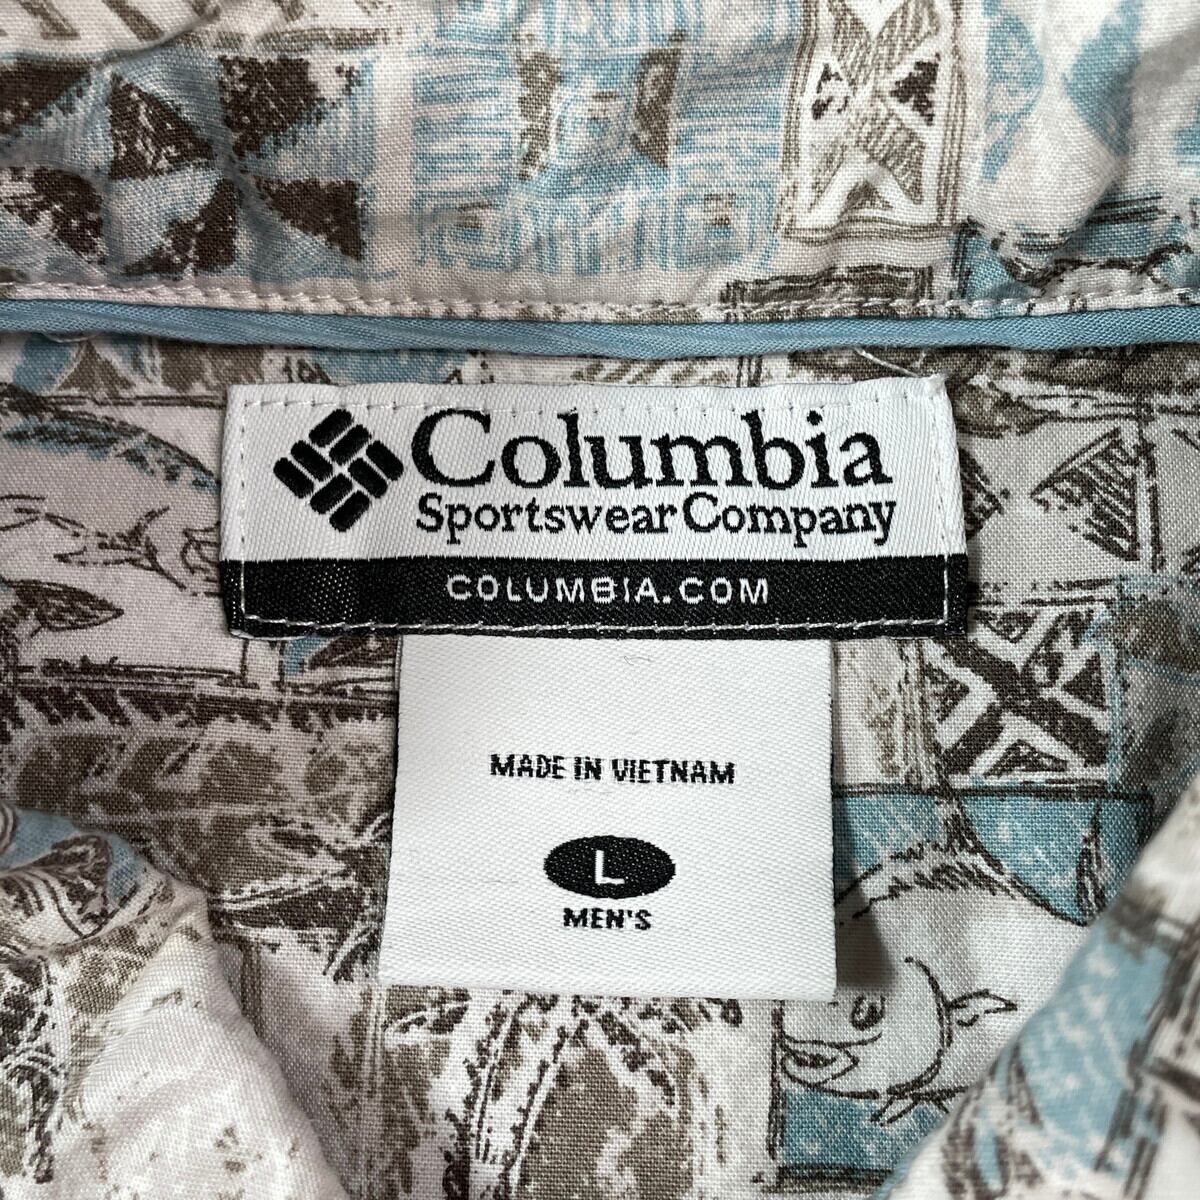 Columbia
Sportswear Company
COLUMBIA.COM
MADE IN VIETNAM
L
MEN'S